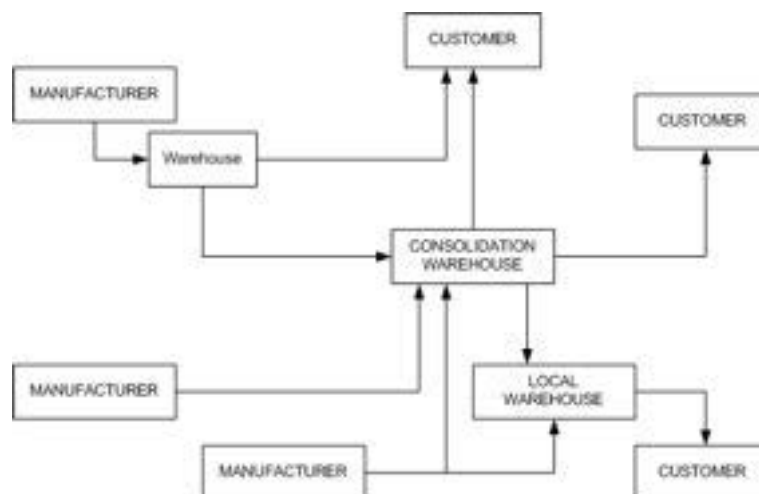 CUSTOMER
MANUFACTURER
CUSTOMER
Warehouse
CONSOLIDATION
WAREHOUSE
MANUFACTURER
LOCAL
WAREHOUSE
MANUFACTURER
CUSTOMER